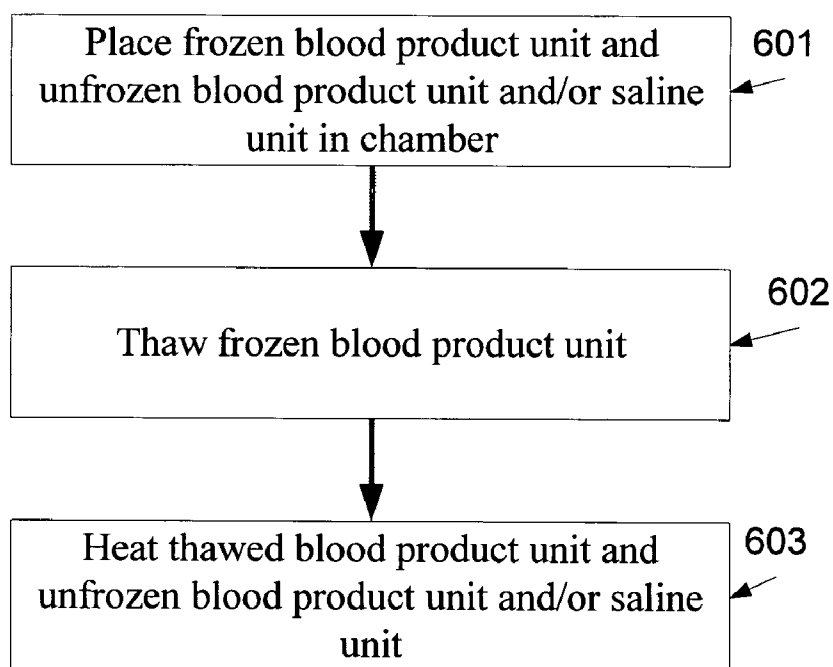 Place frozen blood product unit and
unfrozen blood product unit and/or saline
unit in chamber
601
Thaw frozen blood product unit
602
Heat thawed blood product unit and
unfrozen blood product unit and/or saline
unit
603